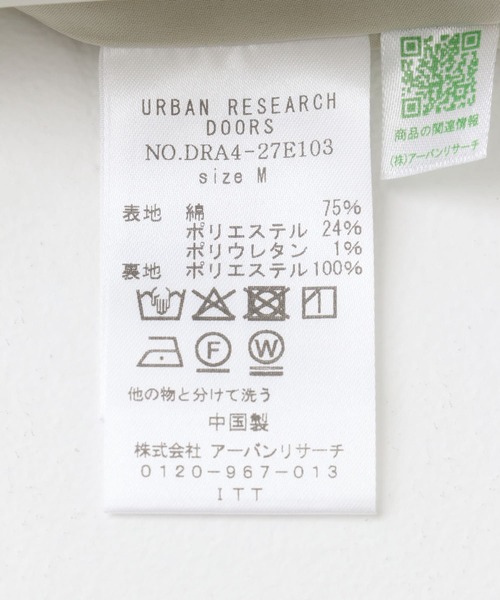 URBAN RESEARCH
DOORS
NO.DRA4-27E103
size M
表地 綿 75%
ポリエステル 24%
ポリウレタン 1%
裏地 ポリエステル100%
F
W
他の物と分けて洗う
中国製
株式会社 アーバンリサーチ
0120-967-013
ITT
商品の関連情報
(株)アーバンリサーチ